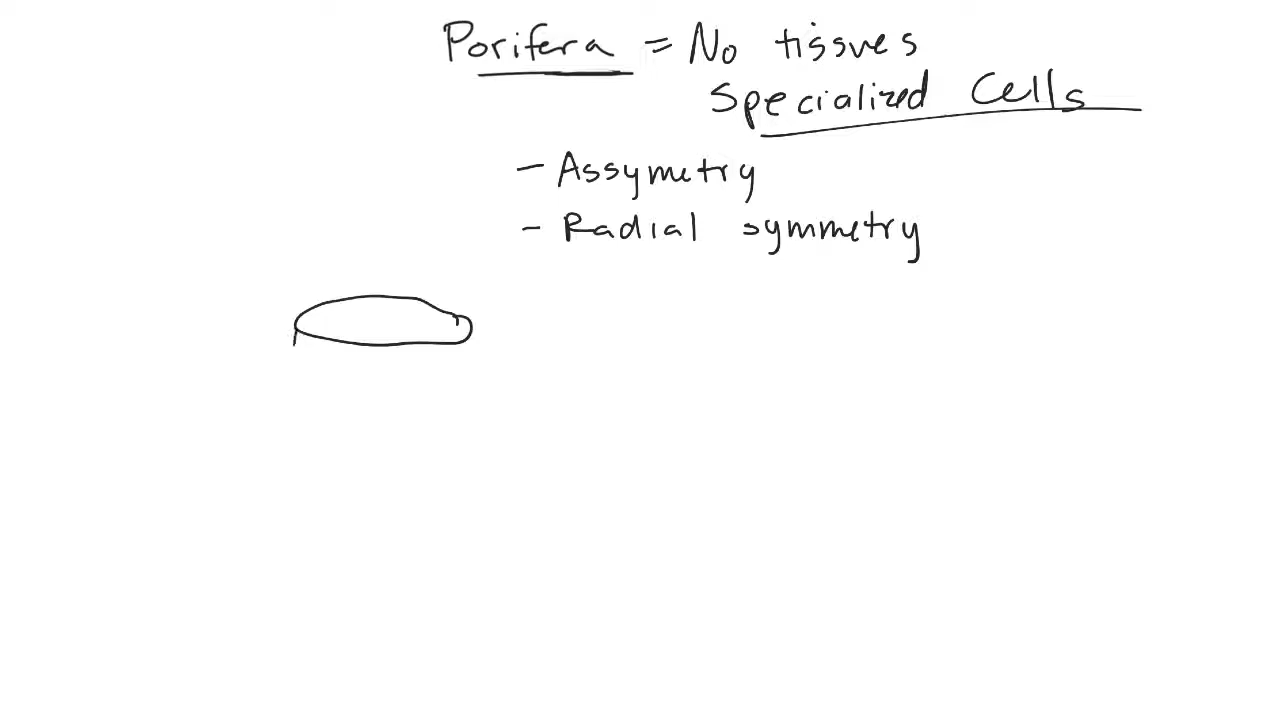 Porifera = No tissues
Specialized Cells
- Assymetry
- Radial symmetry